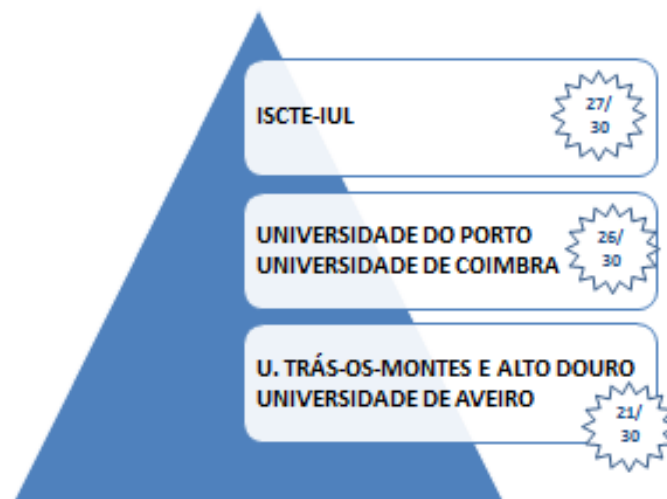 ISCTE-IUL
27/
30
UNIVERSIDADE DO PORTO
UNIVERSIDADE DE COIMBRA
26/
30
U. TRÁS-OS-MONTES E ALTO DOURO
UNIVERSIDADE DE AVEIRO
21/
30